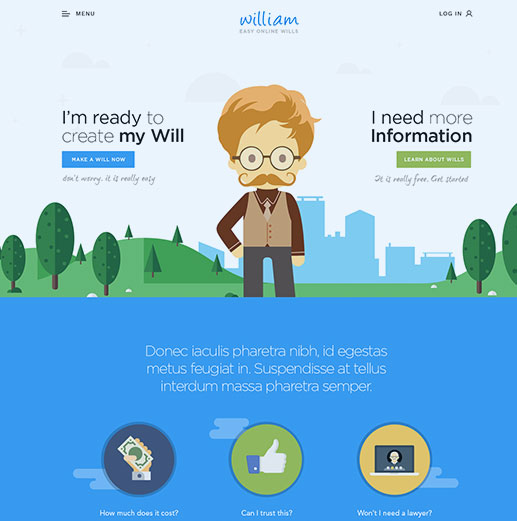 MENU
william
EASY ONLINE WILLS
LOG IN
I'm ready to
create my Will
MAKE A WILL NOW
don't worry, it is really easy
I need more
Information
LEARN ABOUT WILLS
It is really free. Get started
Donec iaculis pharetra nibh, id egestas
metus feugiat in. Suspendisse at tellus
interdum massa pharetra semper.
How much does it cost?
Can I trust this?
Won't I need a lawyer?